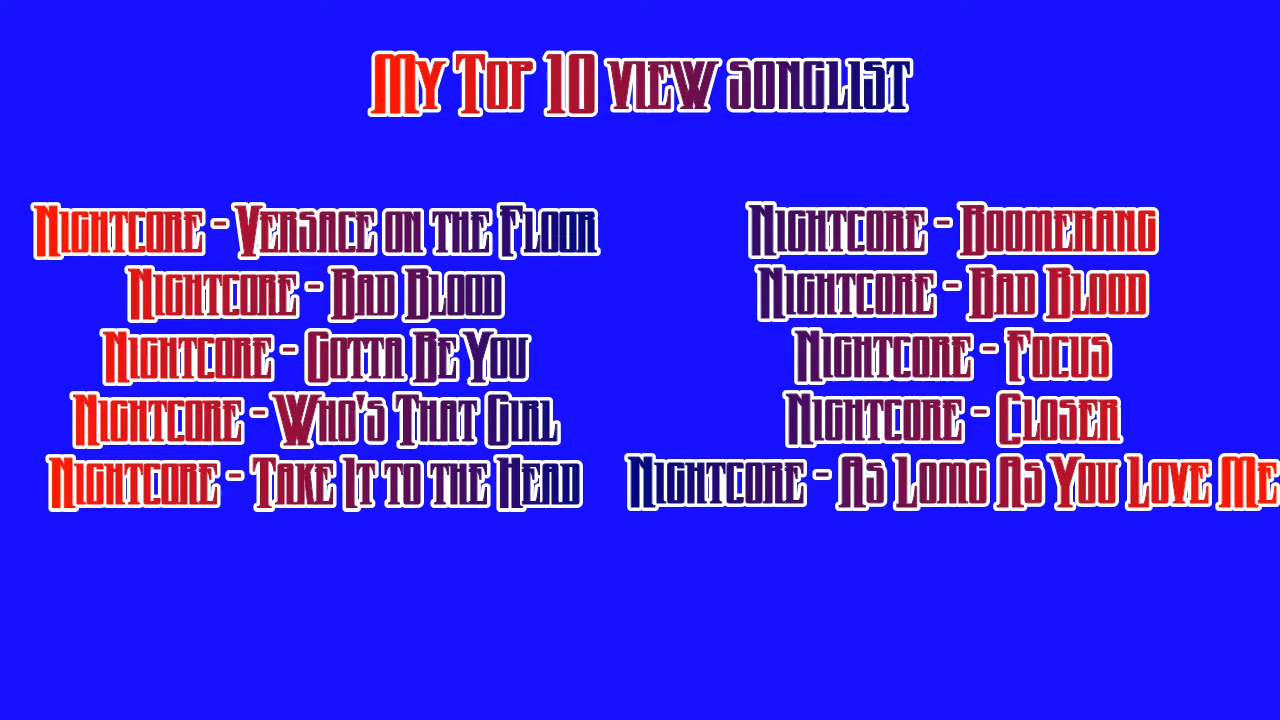 My Top 10 view songlist
Nightcore - Versace on the Floor
Nightcore - Bad Blood
Nightcore - Gotta Be You
Nightcore - Who's That Girl
Nightcore - Take It to the Head
Nightcore - Boomerang
Nightcore - Bad Blood
Nightcore - Focus
Nightcore - Closer
Nightcore - As Lomg As You Love Me